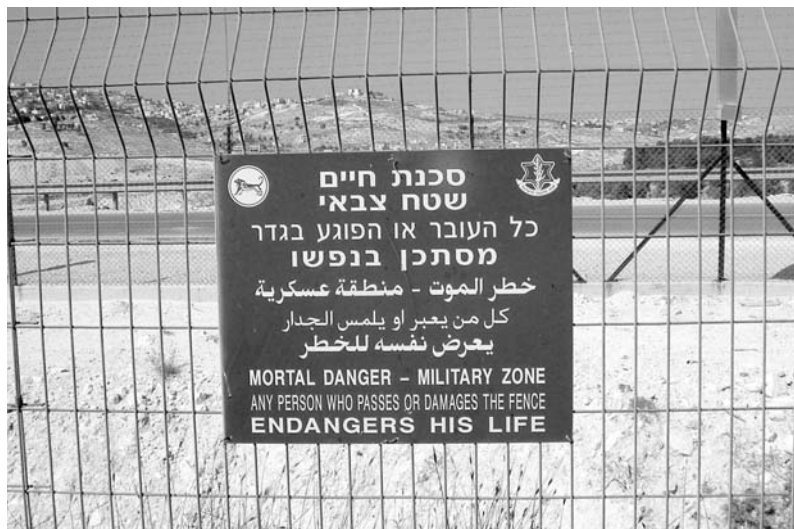 סכנת חיים
שטח צבאי
כל העובר או הפוגע בגדר
מסתכן בנפשו
خطر الموت - منطقة عسكرية
كل من يعبر او يلمس الجدار
يعرض نفسه للخطر
MORTAL DANGER – MILITARY ZONE
ANY PERSON WHO PASSES OR DAMAGES THE FENCE
ENDANGERS HIS LIFE